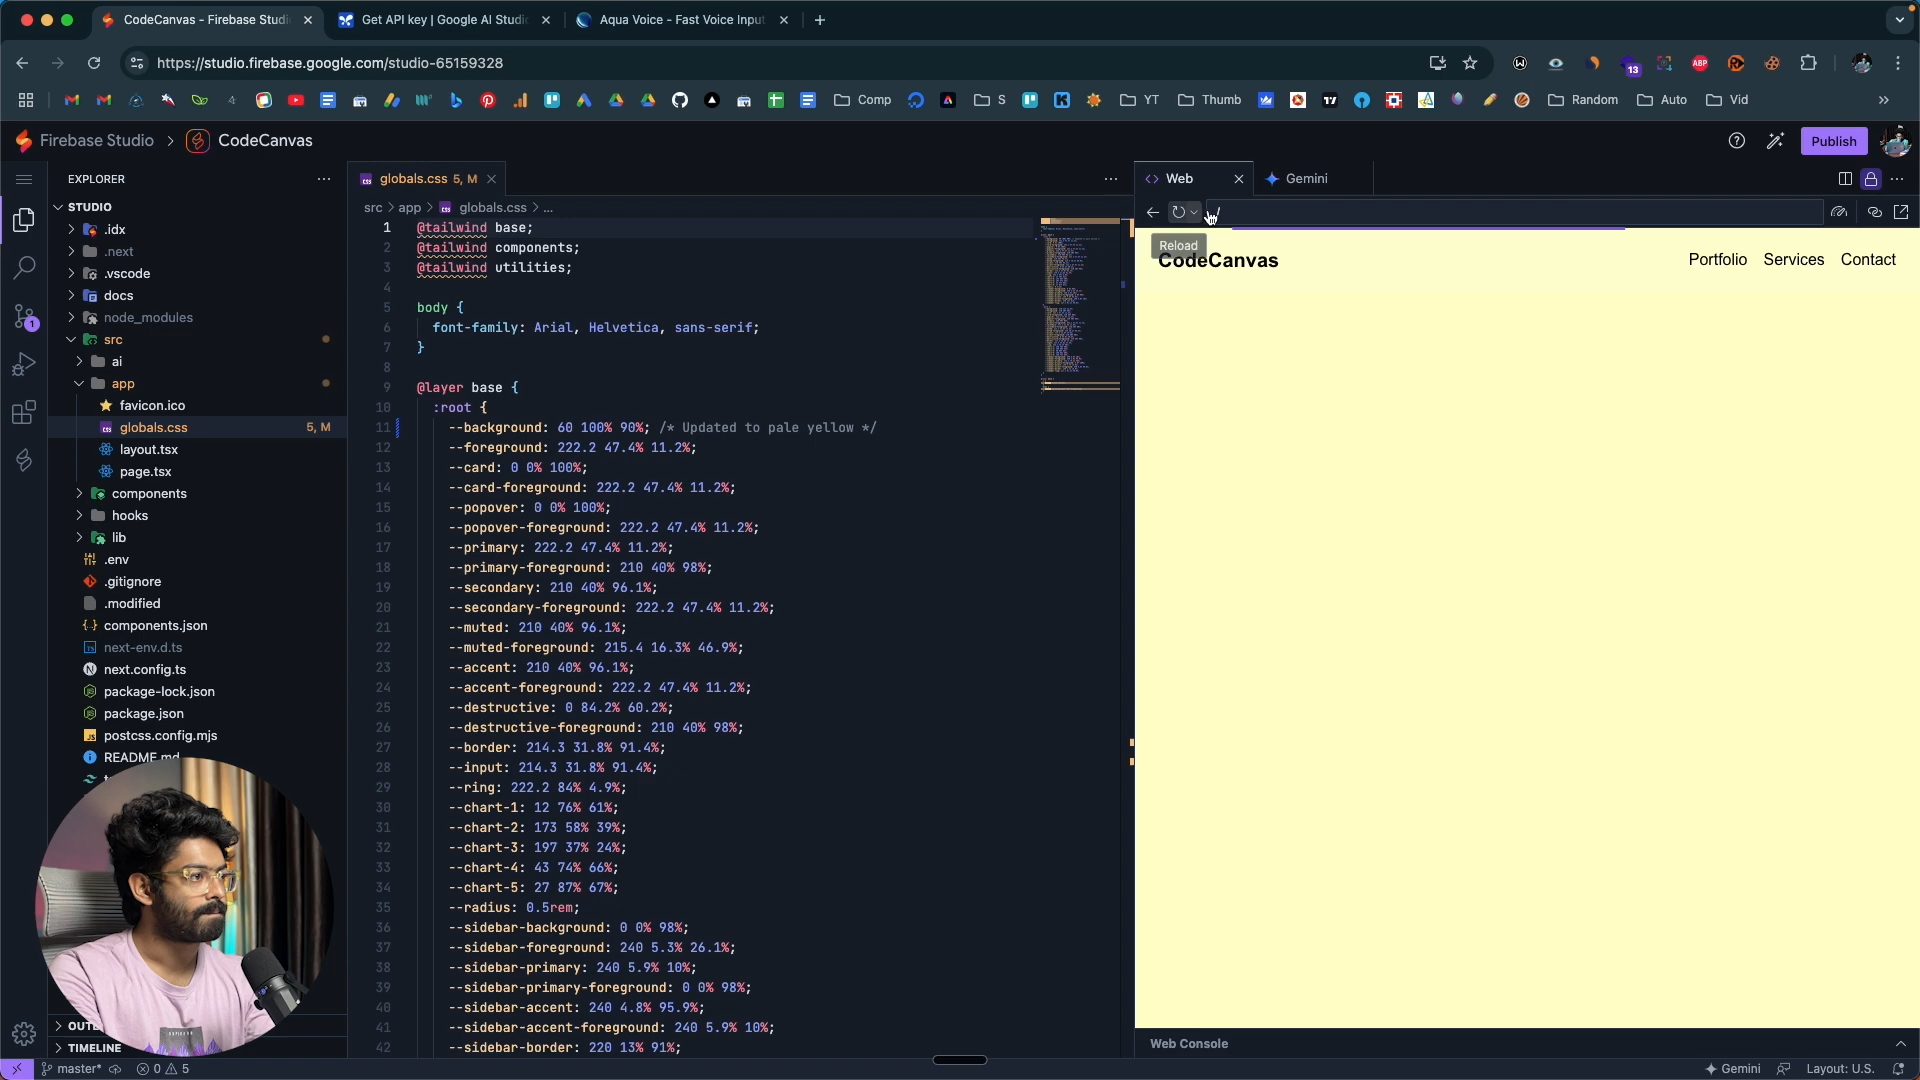 CodeCanvas - Firebase Studi
Get API key | Google AI Studi
Aqua Voice - Fast Voice Input
https://studio.firebase.google.com/studio-65159328
13
ABP
Comp
S
YT
Thumb
Random
Auto
Vid
Firebase Studio > CodeCanvas
Publish
EXPLORER
STUDIO
.idx
.next
.vscode
docs
node_modules
src
ai
app
favicon.ico
globals.css 5, M
layout.tsx
page.tsx
components
hooks
lib
.env
.gitignore
.modified
components.json
next-env.d.ts
next.config.ts
package-lock.json
package.json
postcss.config.mjs
README.md
TIMELINE
globals.css 5, M
src > app > globals.css > ...
1 @tailwind base;
2 @tailwind components;
3 @tailwind utilities;
4
5 body {
6 font-family: Arial, Helvetica, sans-serif;
7 }
8
9 @layer base {
10 :root {
11 --background: 60 100% 90%; /* Updated to pale yellow */
12 --foreground: 222.2 47.4% 11.2%;
13 --card: 0 0% 100%;
14 --card-foreground: 222.2 47.4% 11.2%;
15 --popover: 0 0% 100%;
16 --popover-foreground: 222.2 47.4% 11.2%;
17 --primary: 222.2 47.4% 11.2%;
18 --primary-foreground: 210 40% 98%;
19 --secondary: 210 40% 96.1%;
20 --secondary-foreground: 222.2 47.4% 11.2%;
21 --muted: 210 40% 96.1%;
22 --muted-foreground: 215.4 16.3% 46.9%;
23 --accent: 210 40% 96.1%;
24 --accent-foreground: 222.2 47.4% 11.2%;
25 --destructive: 0 84.2% 60.2%;
26 --destructive-foreground: 210 40% 98%;
27 --border: 214.3 31.8% 91.4%;
28 --input: 214.3 31.8% 91.4%;
29 --ring: 222.2 84% 4.9%;
30 --chart-1: 12 76% 61%;
31 --chart-2: 173 58% 39%;
32 --chart-3: 197 37% 24%;
33 --chart-4: 43 74% 66%;
34 --chart-5: 27 87% 67%;
35 --radius: 0.5rem;
36 --sidebar-background: 0 0% 98%;
37 --sidebar-foreground: 240 5.3% 26.1%;
38 --sidebar-primary: 240 5.9% 10%;
39 --sidebar-primary-foreground: 0 0% 98%;
40 --sidebar-accent: 240 4.8% 95.9%;
41 --sidebar-accent-foreground: 240 5.9% 10%;
42 --sidebar-border: 220 13% 91%;
Web
Gemini
/
Reload
CodeCanvas
Portfolio Services Contact
Web Console
master* 0 5
Gemini
Layout: U.S.